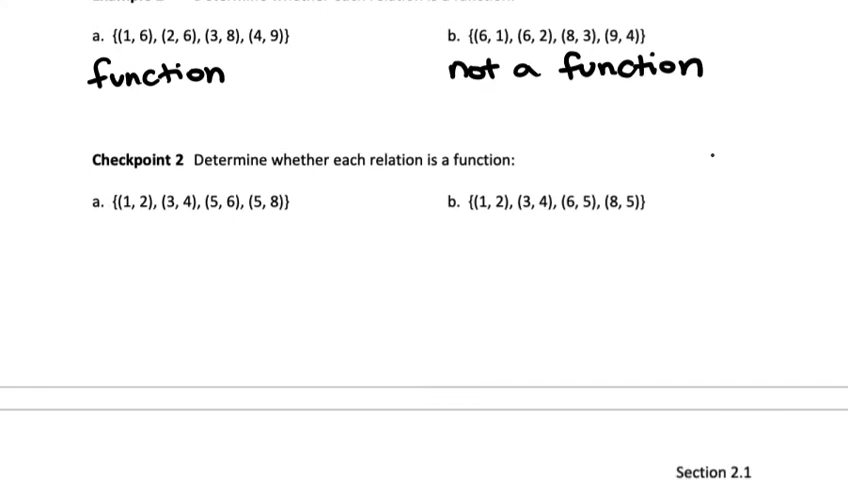 a. {(1, 6), (2, 6), (3, 8), (4, 9)} b. {(6, 1), (6, 2), (8, 3), (9, 4)}
function not a function
Checkpoint 2 Determine whether each relation is a function:
a. {(1, 2), (3, 4), (5, 6), (5, 8)} b. {(1, 2), (3, 4), (6, 5), (8, 5)}
Section 2.1